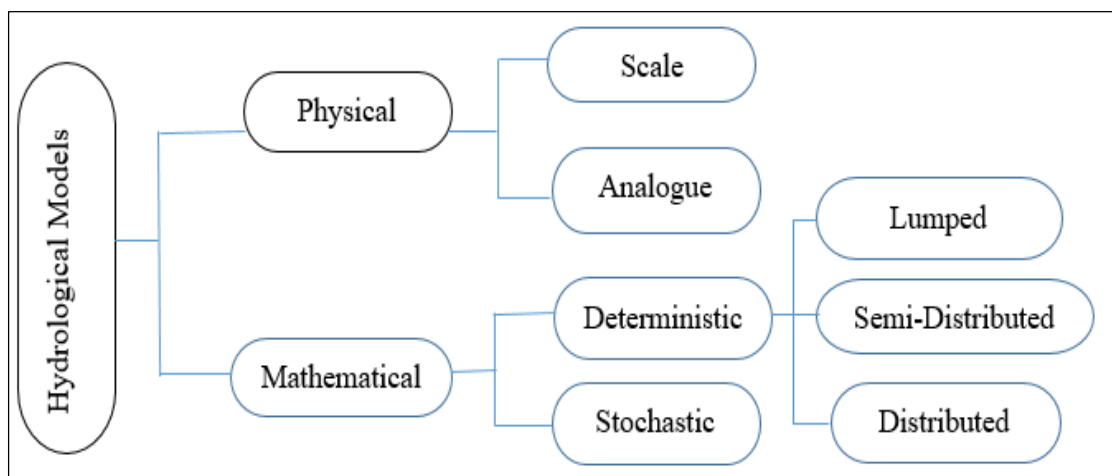 Hydrological Models
Physical
Scale
Analogue
Mathematical
Deterministic
Stochastic
Lumped
Semi-Distributed
Distributed